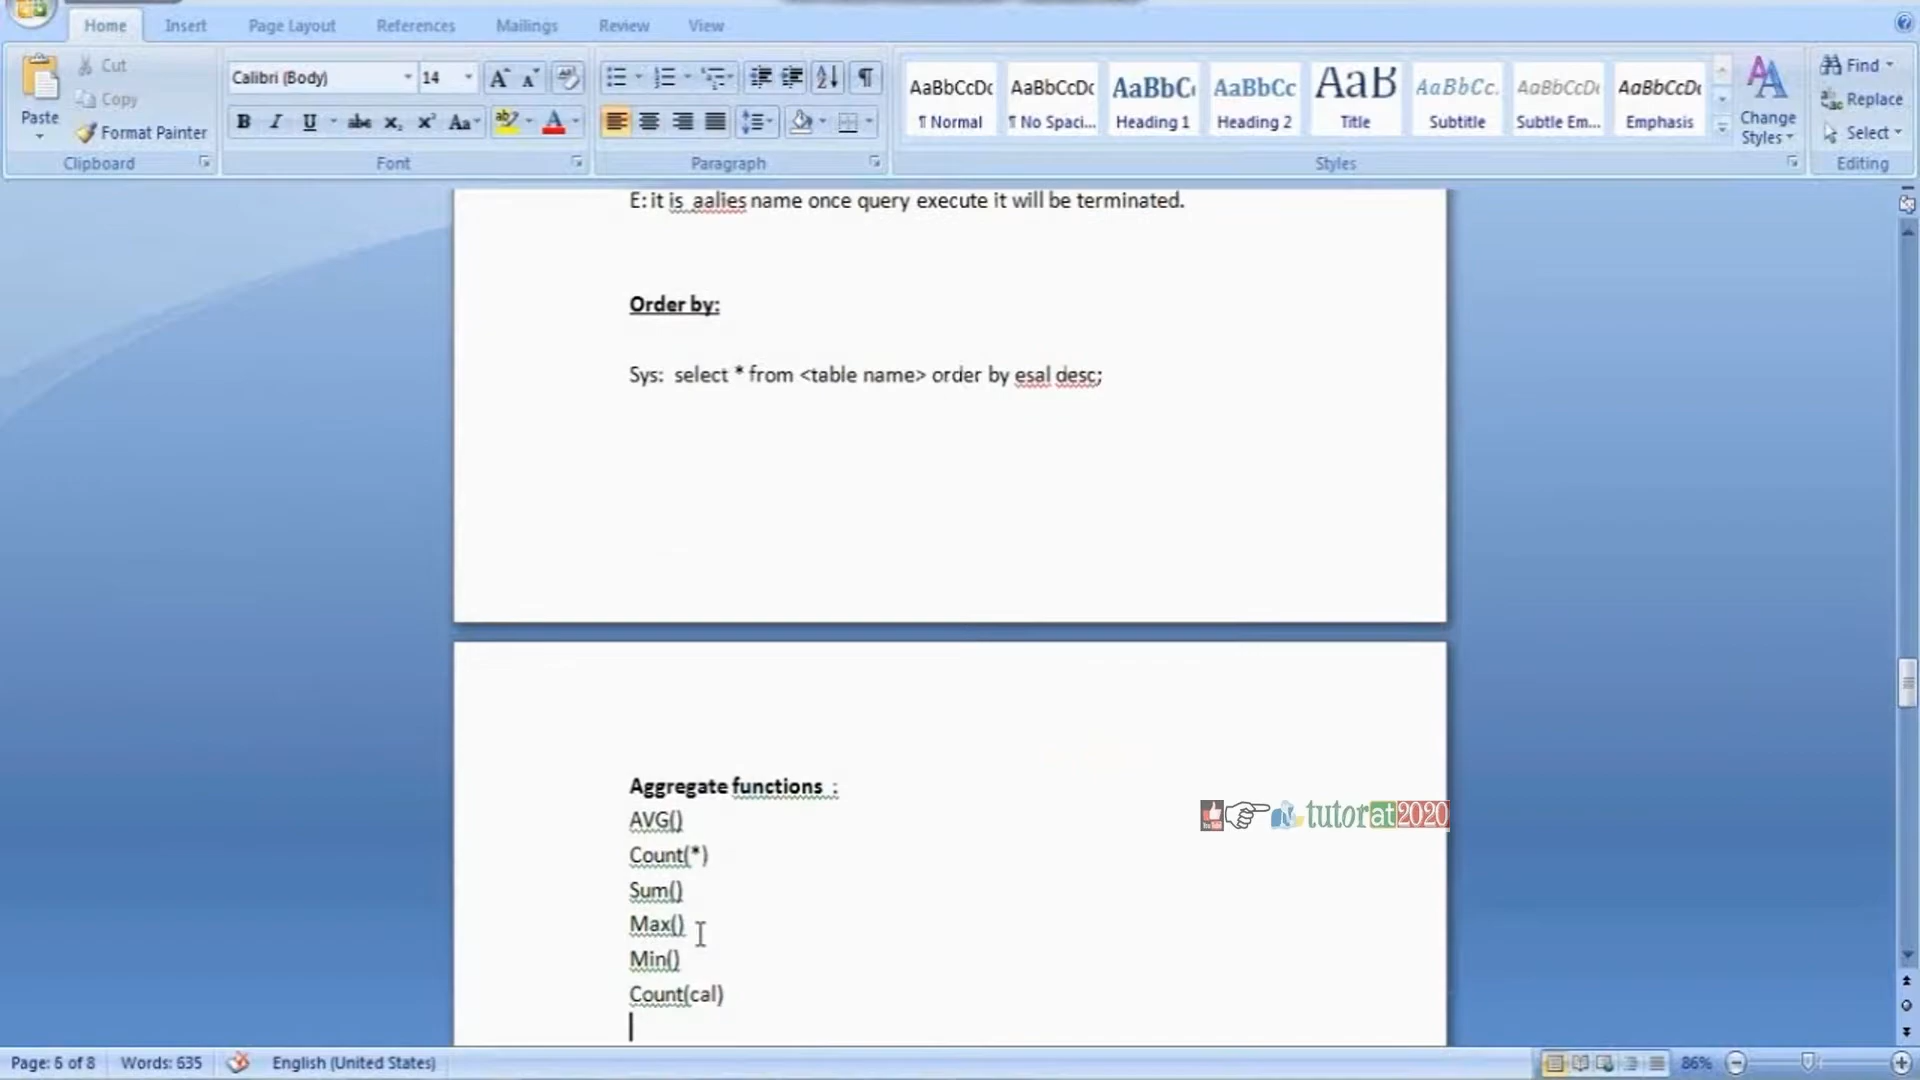 Home Insert Page Layout References Mailings Review View
Paste
Cut
Copy
Format Painter
Clipboard
Calibri (Body) 14
B I U abc x₂ x² Aa
Font
Paragraph
AaBbCcDc AaBbCcDc AaBbC AaBbCc AaB AaBbCc. AaBbCcDc AaBbCcDc
¶ Normal ¶ No Spaci... Heading 1 Heading 2 Title Subtitle Subtle Em... Emphasis
Styles
Change
Styles
Find
Replace
Select
Editing
E: it is aalies name once query execute it will be terminated.
Order by:
Sys: select * from <table name> order by esal desc;
Aggregate functions :
AVG()
Count(*)
Sum()
Max()
Min()
Count(cal)
tutorat2020
Page: 6 of 8 Words: 635 English (United States) 86%